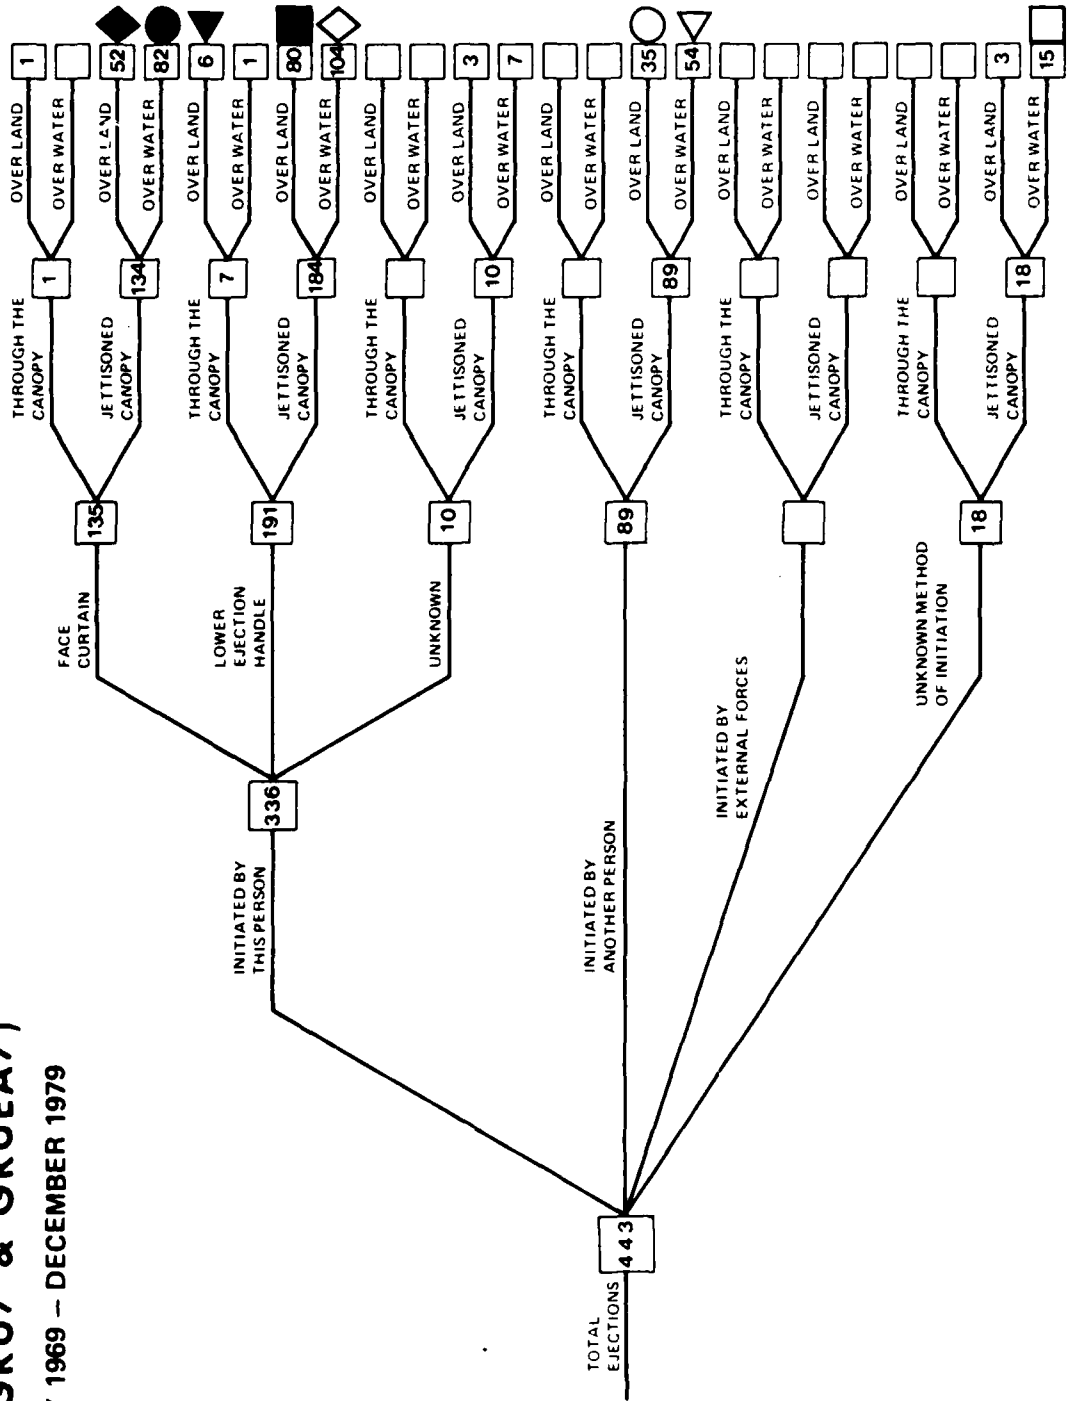 GRU7 & GRUEA7)
1969 – DECEMBER 1979
TOTAL
EJECTIONS
443
INITIATED BY
THIS PERSON
336
INITIATED BY
ANOTHER PERSON
INITIATED BY
EXTERNAL FORCES
UNKNOWN METHOD
OF INITIATION
FACE
CURTAIN
135
LOWER
EJECTION
HANDLE
191
UNKNOWN
10
89
18
THROUGH THE
CANOPY
1
JETTISONED
CANOPY
134
THROUGH THE
CANOPY
7
JETTISONED
CANOPY
184
THROUGH THE
CANOPY
JETTISONED
CANOPY
10
THROUGH THE
CANOPY
JETTISONED
CANOPY
89
THROUGH THE
CANOPY
JETTISONED
CANOPY
THROUGH THE
CANOPY
JETTISONED
CANOPY
18
OVER LAND
1
OVER WATER
OVER LAND
52
OVER WATER
82
OVER LAND
6
OVER WATER
1
OVER LAND
80
OVER WATER
104
OVER LAND
OVER WATER
OVER LAND
3
OVER WATER
7
OVER LAND
OVER WATER
OVER LAND
35
OVER WATER
54
OVER LAND
OVER WATER
OVER LAND
OVER WATER
OVER LAND
OVER WATER
OVER LAND
3
OVER WATER
15